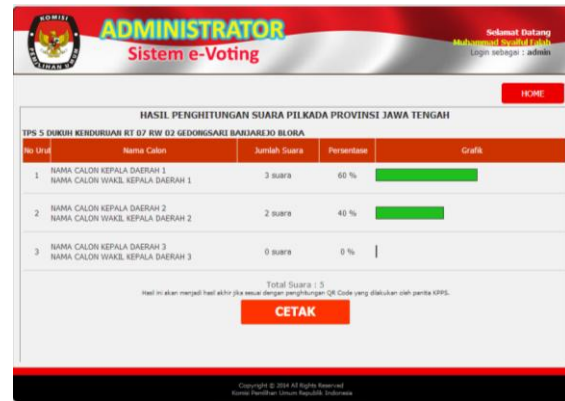 KOMISI
PEMILIHAN UMUM
ADMINISTRATOR
Sistem e-Voting
Selamat Datang
Muhammad Syaiful Falah
Login sebagai : admin
HOME
HASIL PENGHITUNGAN SUARA PILKADA PROVINSI JAWA TENGAH
TPS 5 DUKUH KENDURUAN RT 07 RW 02 GEDONGSARI BANJAREJO BLORA
No Urut Nama Calon Jumlah Suara Persentase Grafik
1 NAMA CALON KEPALA DAERAH 1 3 suara 60 %
NAMA CALON WAKIL KEPALA DAERAH 1
2 NAMA CALON KEPALA DAERAH 2 2 suara 40 %
NAMA CALON WAKIL KEPALA DAERAH 2
3 NAMA CALON KEPALA DAERAH 3 0 suara 0 %
NAMA CALON WAKIL KEPALA DAERAH 3
Total Suara : 5
Hasil ini akan menjadi hasil akhir jika sesuai dengan penghitungan QR Code yang dilakukan oleh panitia KPPS.
CETAK
Copyright © 2014 All Rights Reserved
Komisi Pemilihan Umum Republik Indonesia